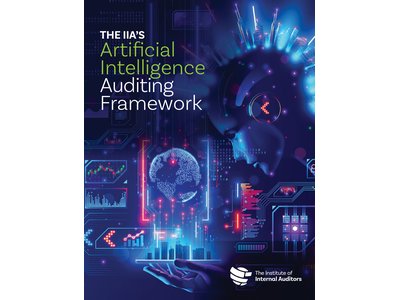 THE IIA'S
Artificial
Intelligence
Auditing
Framework
The Institute of
Internal Auditors